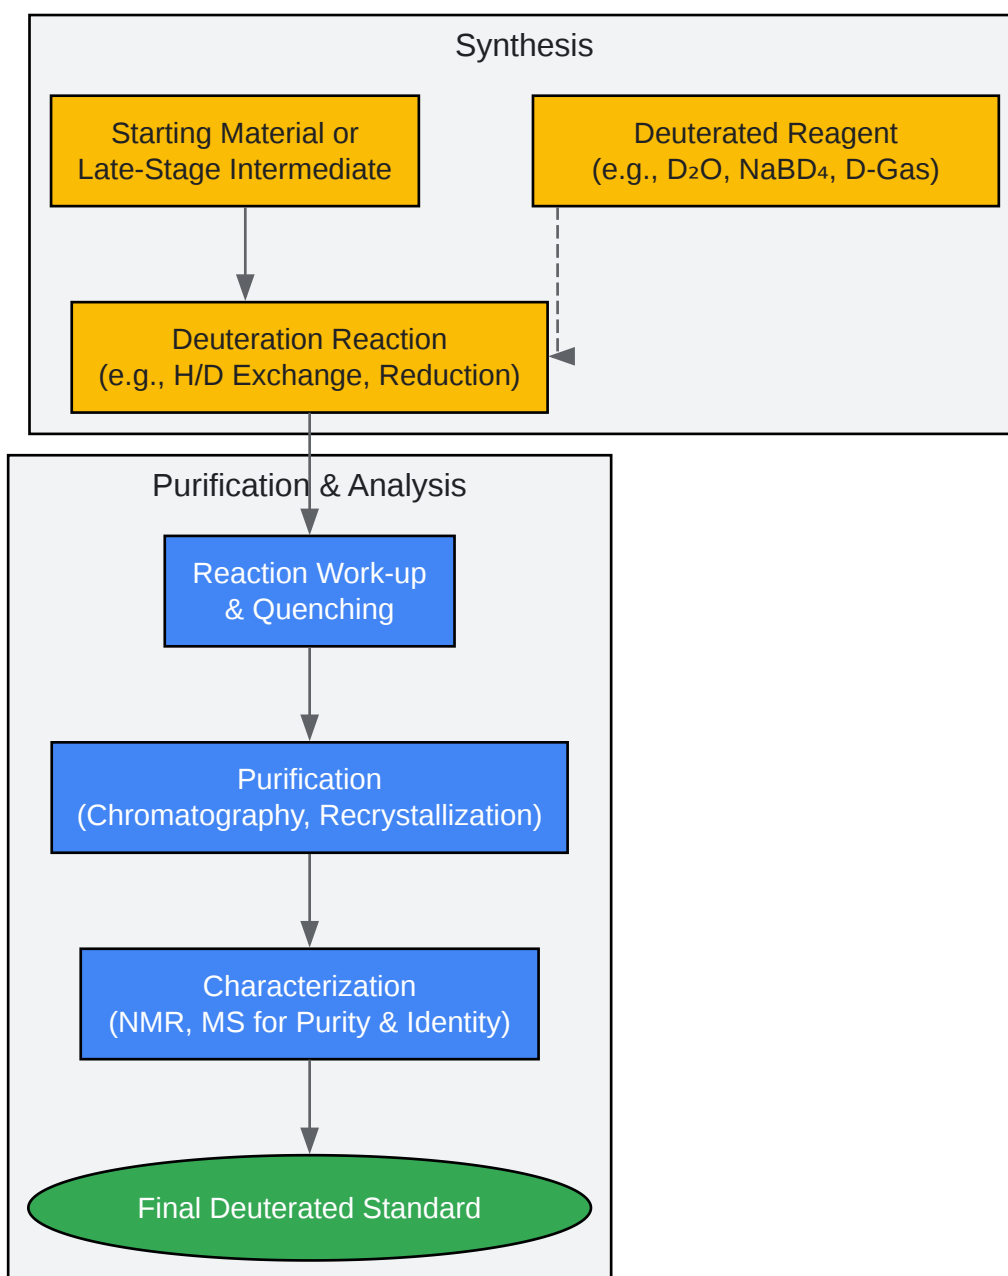 Synthesis
Starting Material or
Late-Stage Intermediate
Deuterated Reagent
(e.g., D₂O, NaBD₄, D-Gas)
Deuteration Reaction
(e.g., H/D Exchange, Reduction)
Purification & Analysis
Reaction Work-up
& Quenching
Purification
(Chromatography, Recrystallization)
Characterization
(NMR, MS for Purity & Identity)
Final Deuterated Standard